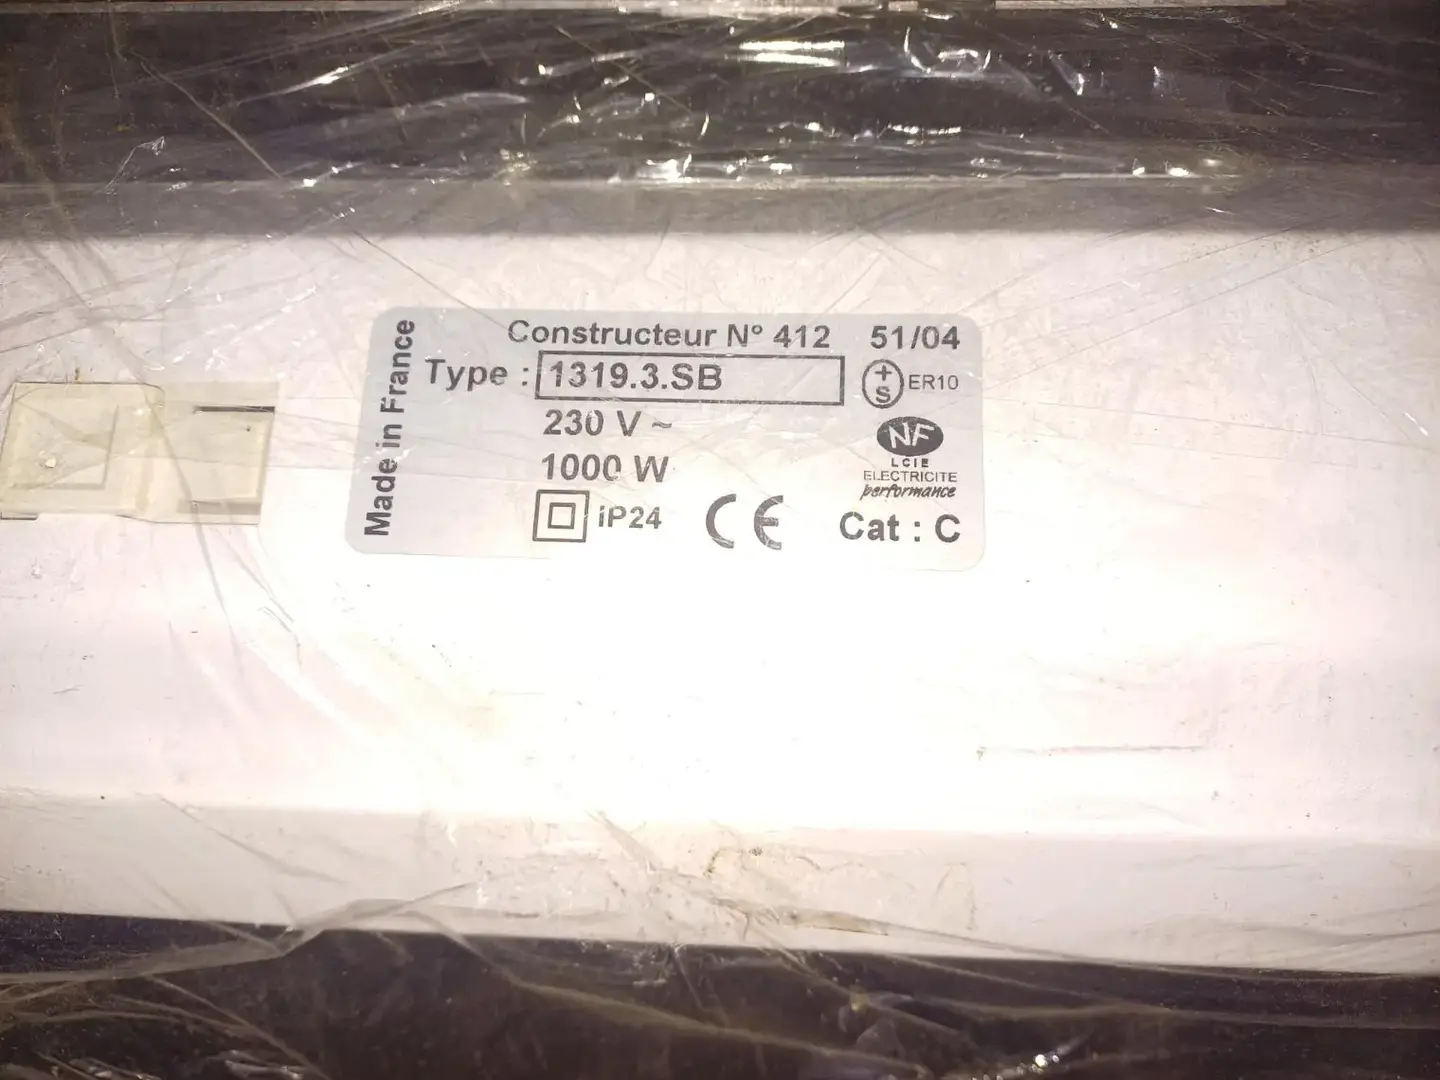 Made in France
Constructeur N° 412 51/04
Type : 1319.3.SB
+
S
ER10
230 V ~
NF
1000 W
LCIE
ELECTRICITE
performance
iP24
CE
Cat : C